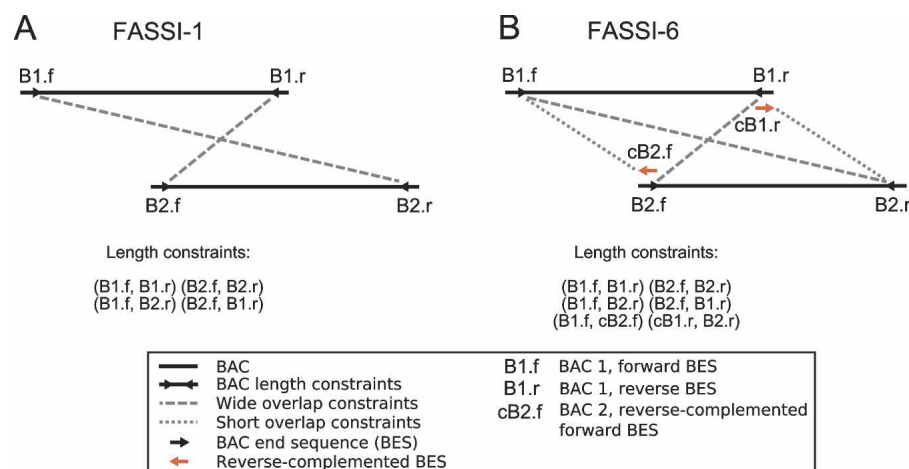 A FASSI-1
B FASSI-6
B1.f B1.r
B1.f B1.r
cB1.r
cB2.f
B2.f B2.r
B2.f B2.r
Length constraints:
(B1.f, B1.r) (B2.f, B2.r)
(B1.f, B2.r) (B2.f, B1.r)
Length constraints:
(B1.f, B1.r) (B2.f, B2.r)
(B1.f, B2.r) (B2.f, B1.r)
(B1.f, cB2.f) (cB1.r, B2.r)
BAC
BAC length constraints
Wide overlap constraints
Short overlap constraints
BAC end sequence (BES)
Reverse-complemented BES
B1.f BAC 1, forward BES
B1.r BAC 1, reverse BES
cB2.f BAC 2, reverse-complemented
forward BES